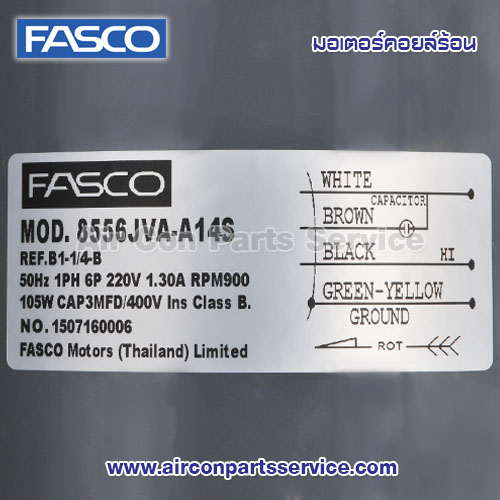 FASCO
มอเตอร์คอยล์ร้อน
FASCO
MOD. 8556JVA-A14S
REF.B1-1/4-B
50Hz 1PH 6P 220V 1.30A RPM900
105W CAP3MFD/400V Ins Class B.
NO.1507160006
FASCO Motors (Thailand) Limited
WHITE
CAPACITOR
BROWN
BLACK HI
GREEN-YELLOW
GROUND
ROT
Air Con Parts Service
www.airconpartsservice.com